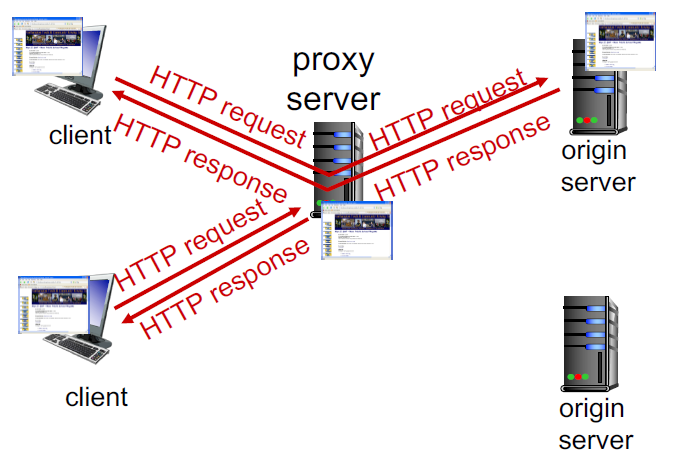 proxy
server
client
HTTP request
HTTP response
HTTP request
HTTP response
origin
server
HTTP request
HTTP response
client
origin
server